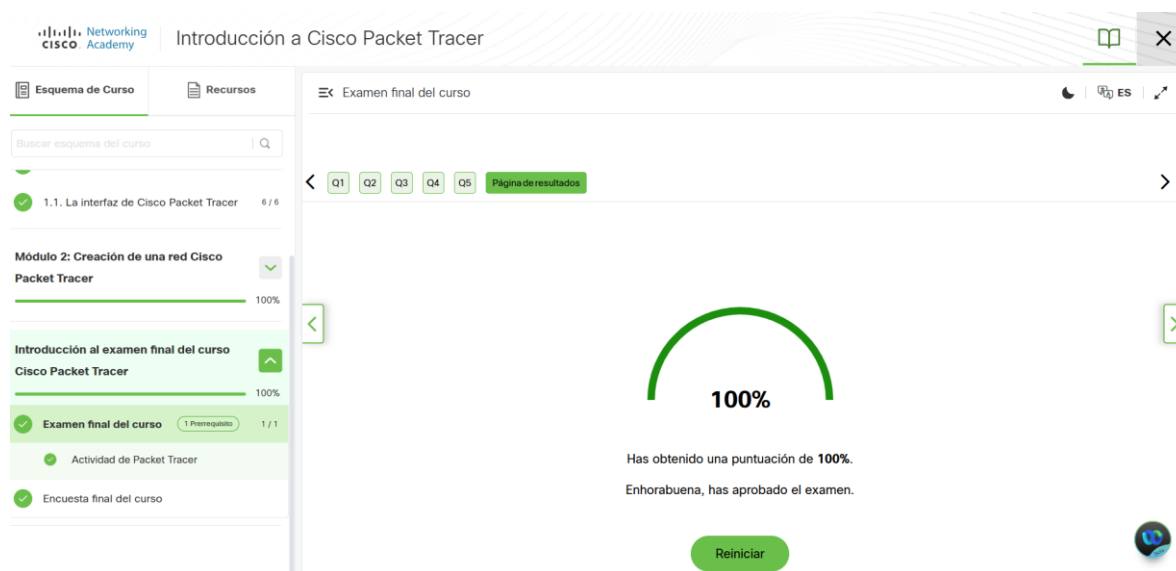 Networking
CISCO Academy
Introducción a Cisco Packet Tracer
Esquema de Curso
Recursos
Examen final del curso
ES
Buscar esquema del curso
Q1 Q2 Q3 Q4 Q5 Página de resultados
1.1. La interfaz de Cisco Packet Tracer 6 / 6
Módulo 2: Creación de una red Cisco
Packet Tracer
100%
Introducción al examen final del curso
Cisco Packet Tracer
100%
Examen final del curso 1 Prerrequisito 1 / 1
Actividad de Packet Tracer
Encuesta final del curso
100%
Has obtenido una puntuación de 100%.
Enhorabuena, has aprobado el examen.
Reiniciar